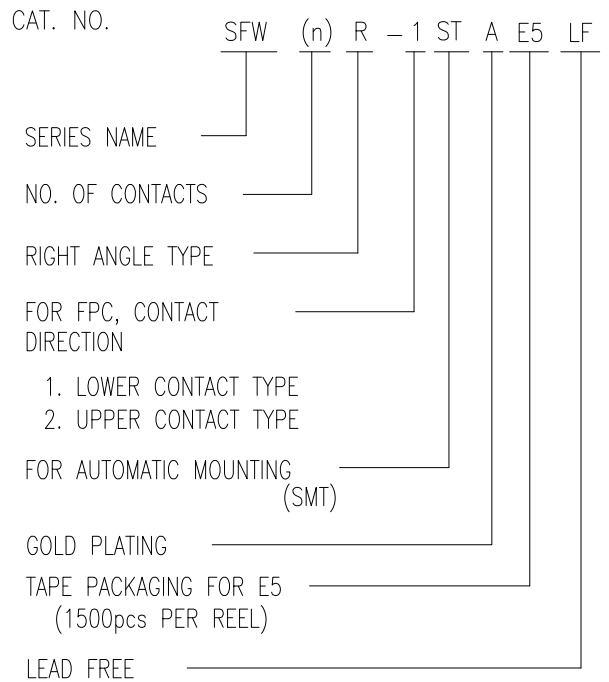 CAT. NO.
SFW (n) R - 1 ST A E5 LF
SERIES NAME
NO. OF CONTACTS
RIGHT ANGLE TYPE
FOR FPC, CONTACT
DIRECTION
1. LOWER CONTACT TYPE
2. UPPER CONTACT TYPE
FOR AUTOMATIC MOUNTING
(SMT)
GOLD PLATING
TAPE PACKAGING FOR E5
(1500pcs PER REEL)
LEAD FREE